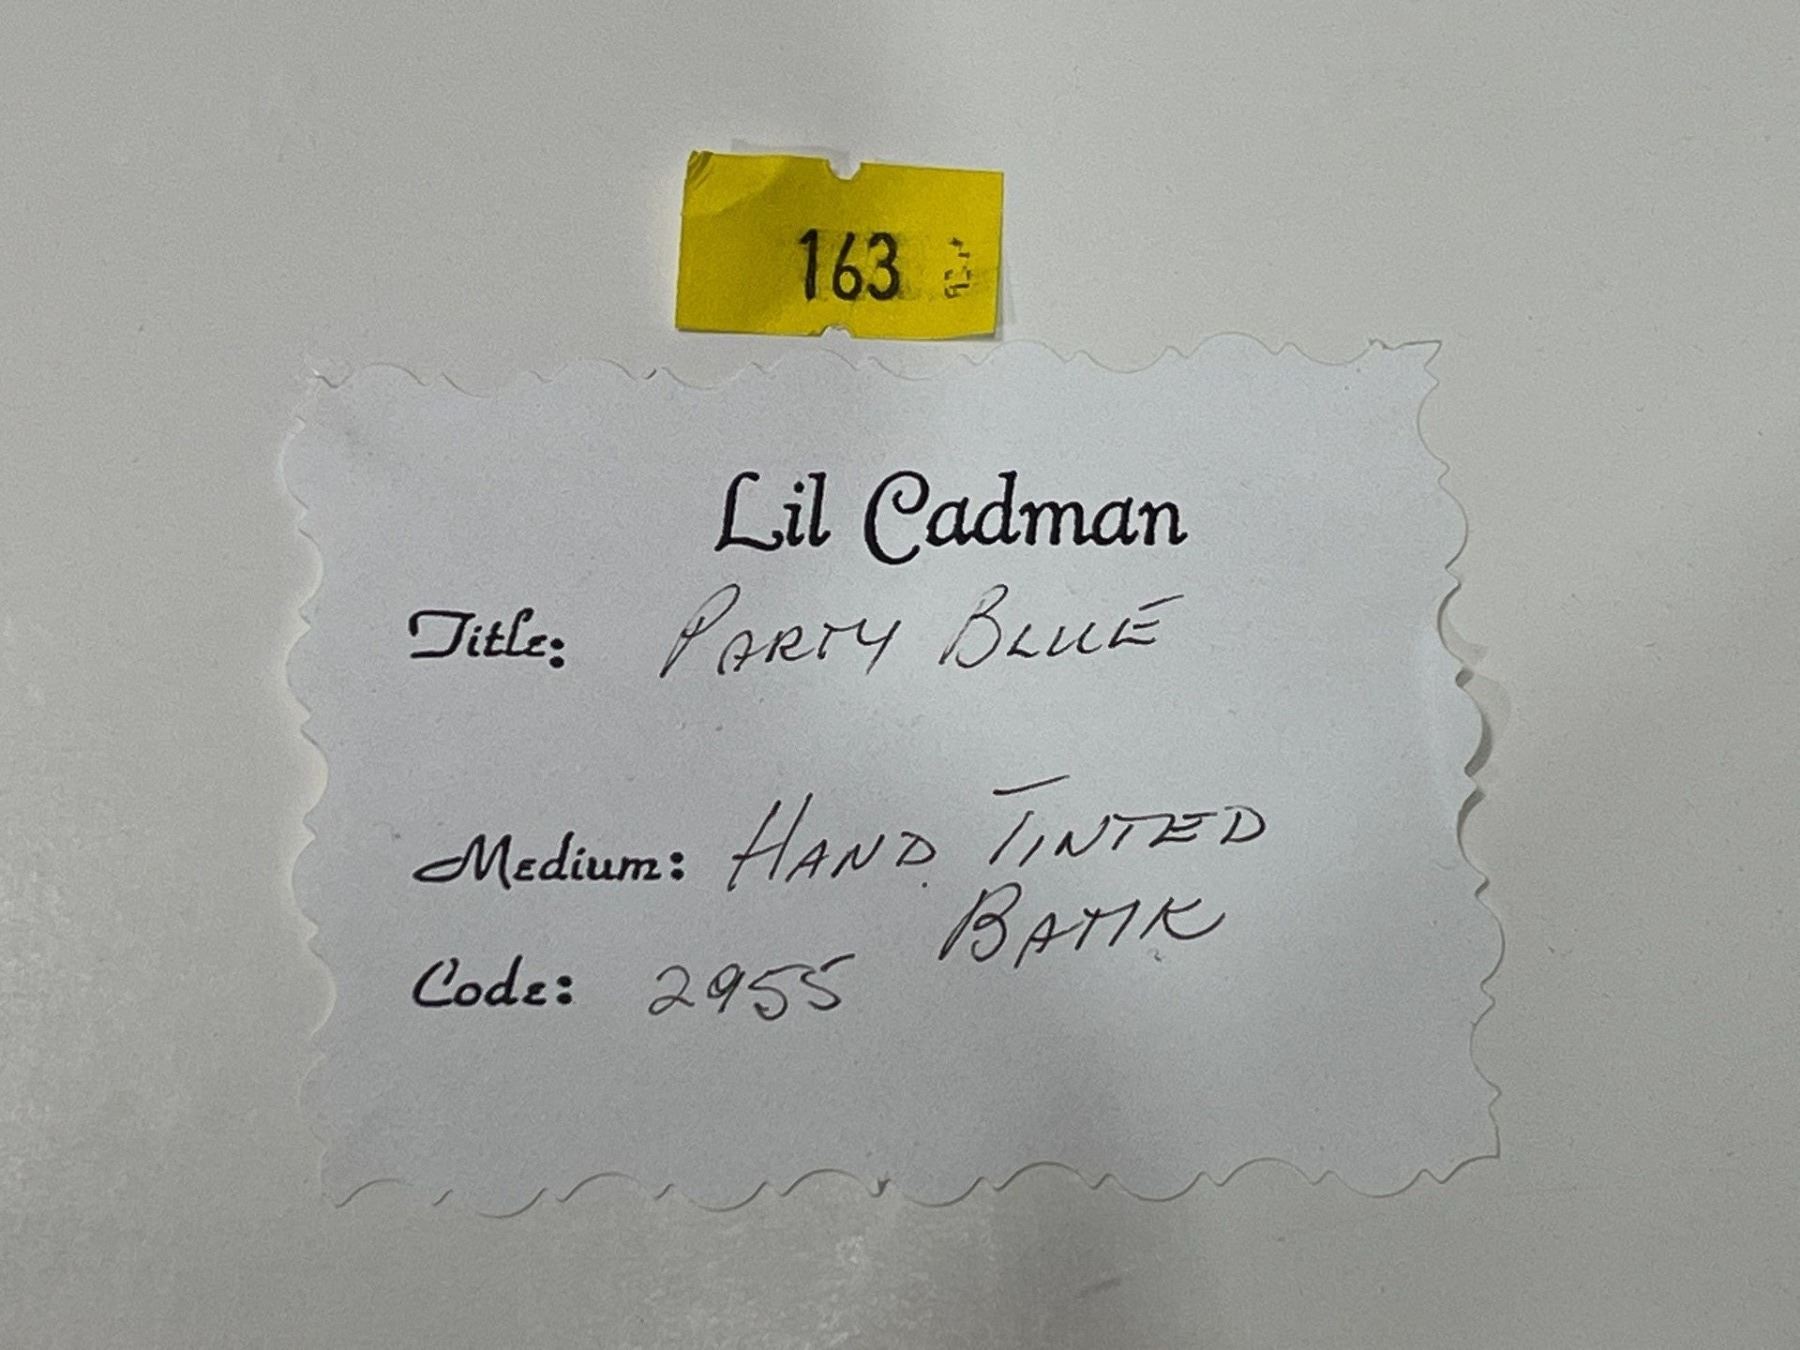 163
Lil Cadman
Title: PARTY BLUE
Medium: HAND TINTED
BATIK
Code: 2955